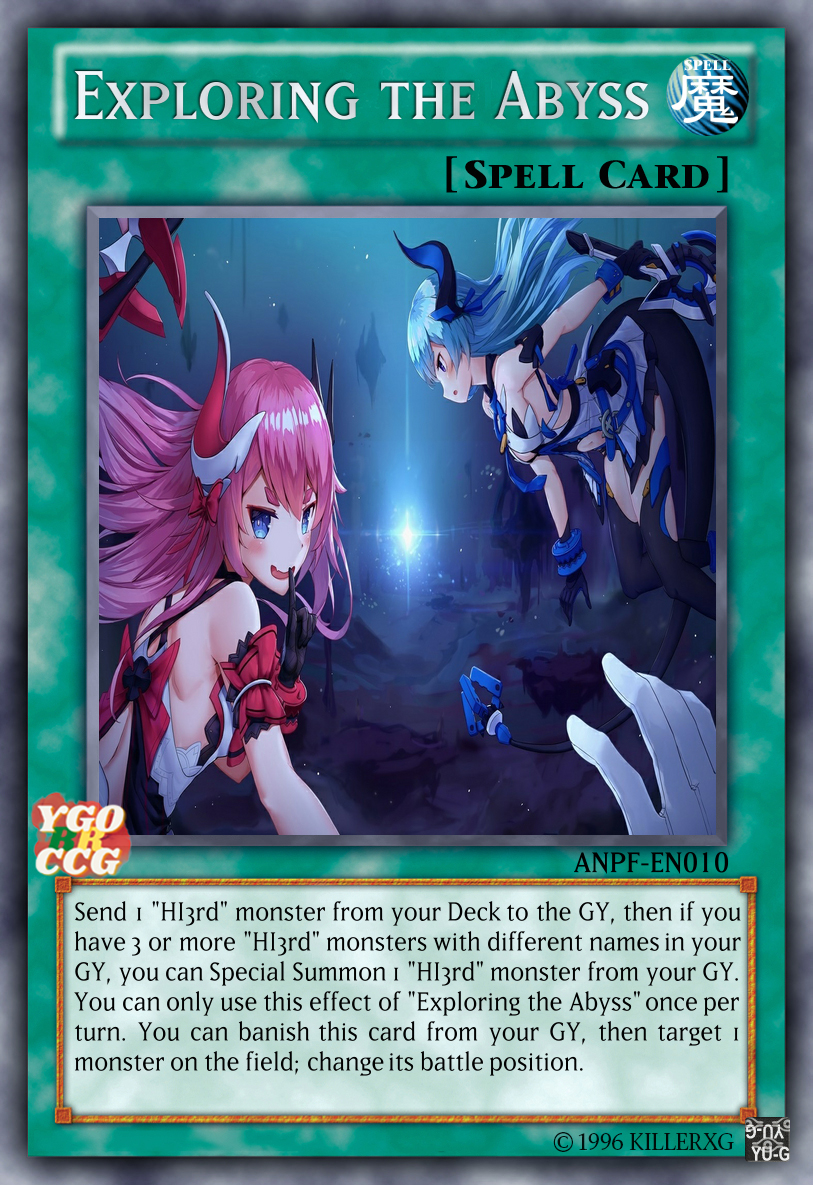 Exploring the Abyss
SPELL
魔
[Spell Card]
YGO
BR
CCG
ANPF-EN010
Send 1 "HI3rd" monster from your Deck to the GY, then if you
have 3 or more "HI3rd" monsters with different names in your
GY, you can Special Summon 1 "HI3rd" monster from your GY.
You can only use this effect of "Exploring the Abyss" once per
turn. You can banish this card from your GY, then target 1
monster on the field; change its battle position.
© 1996 KILLERXG
YU-G
YU-G